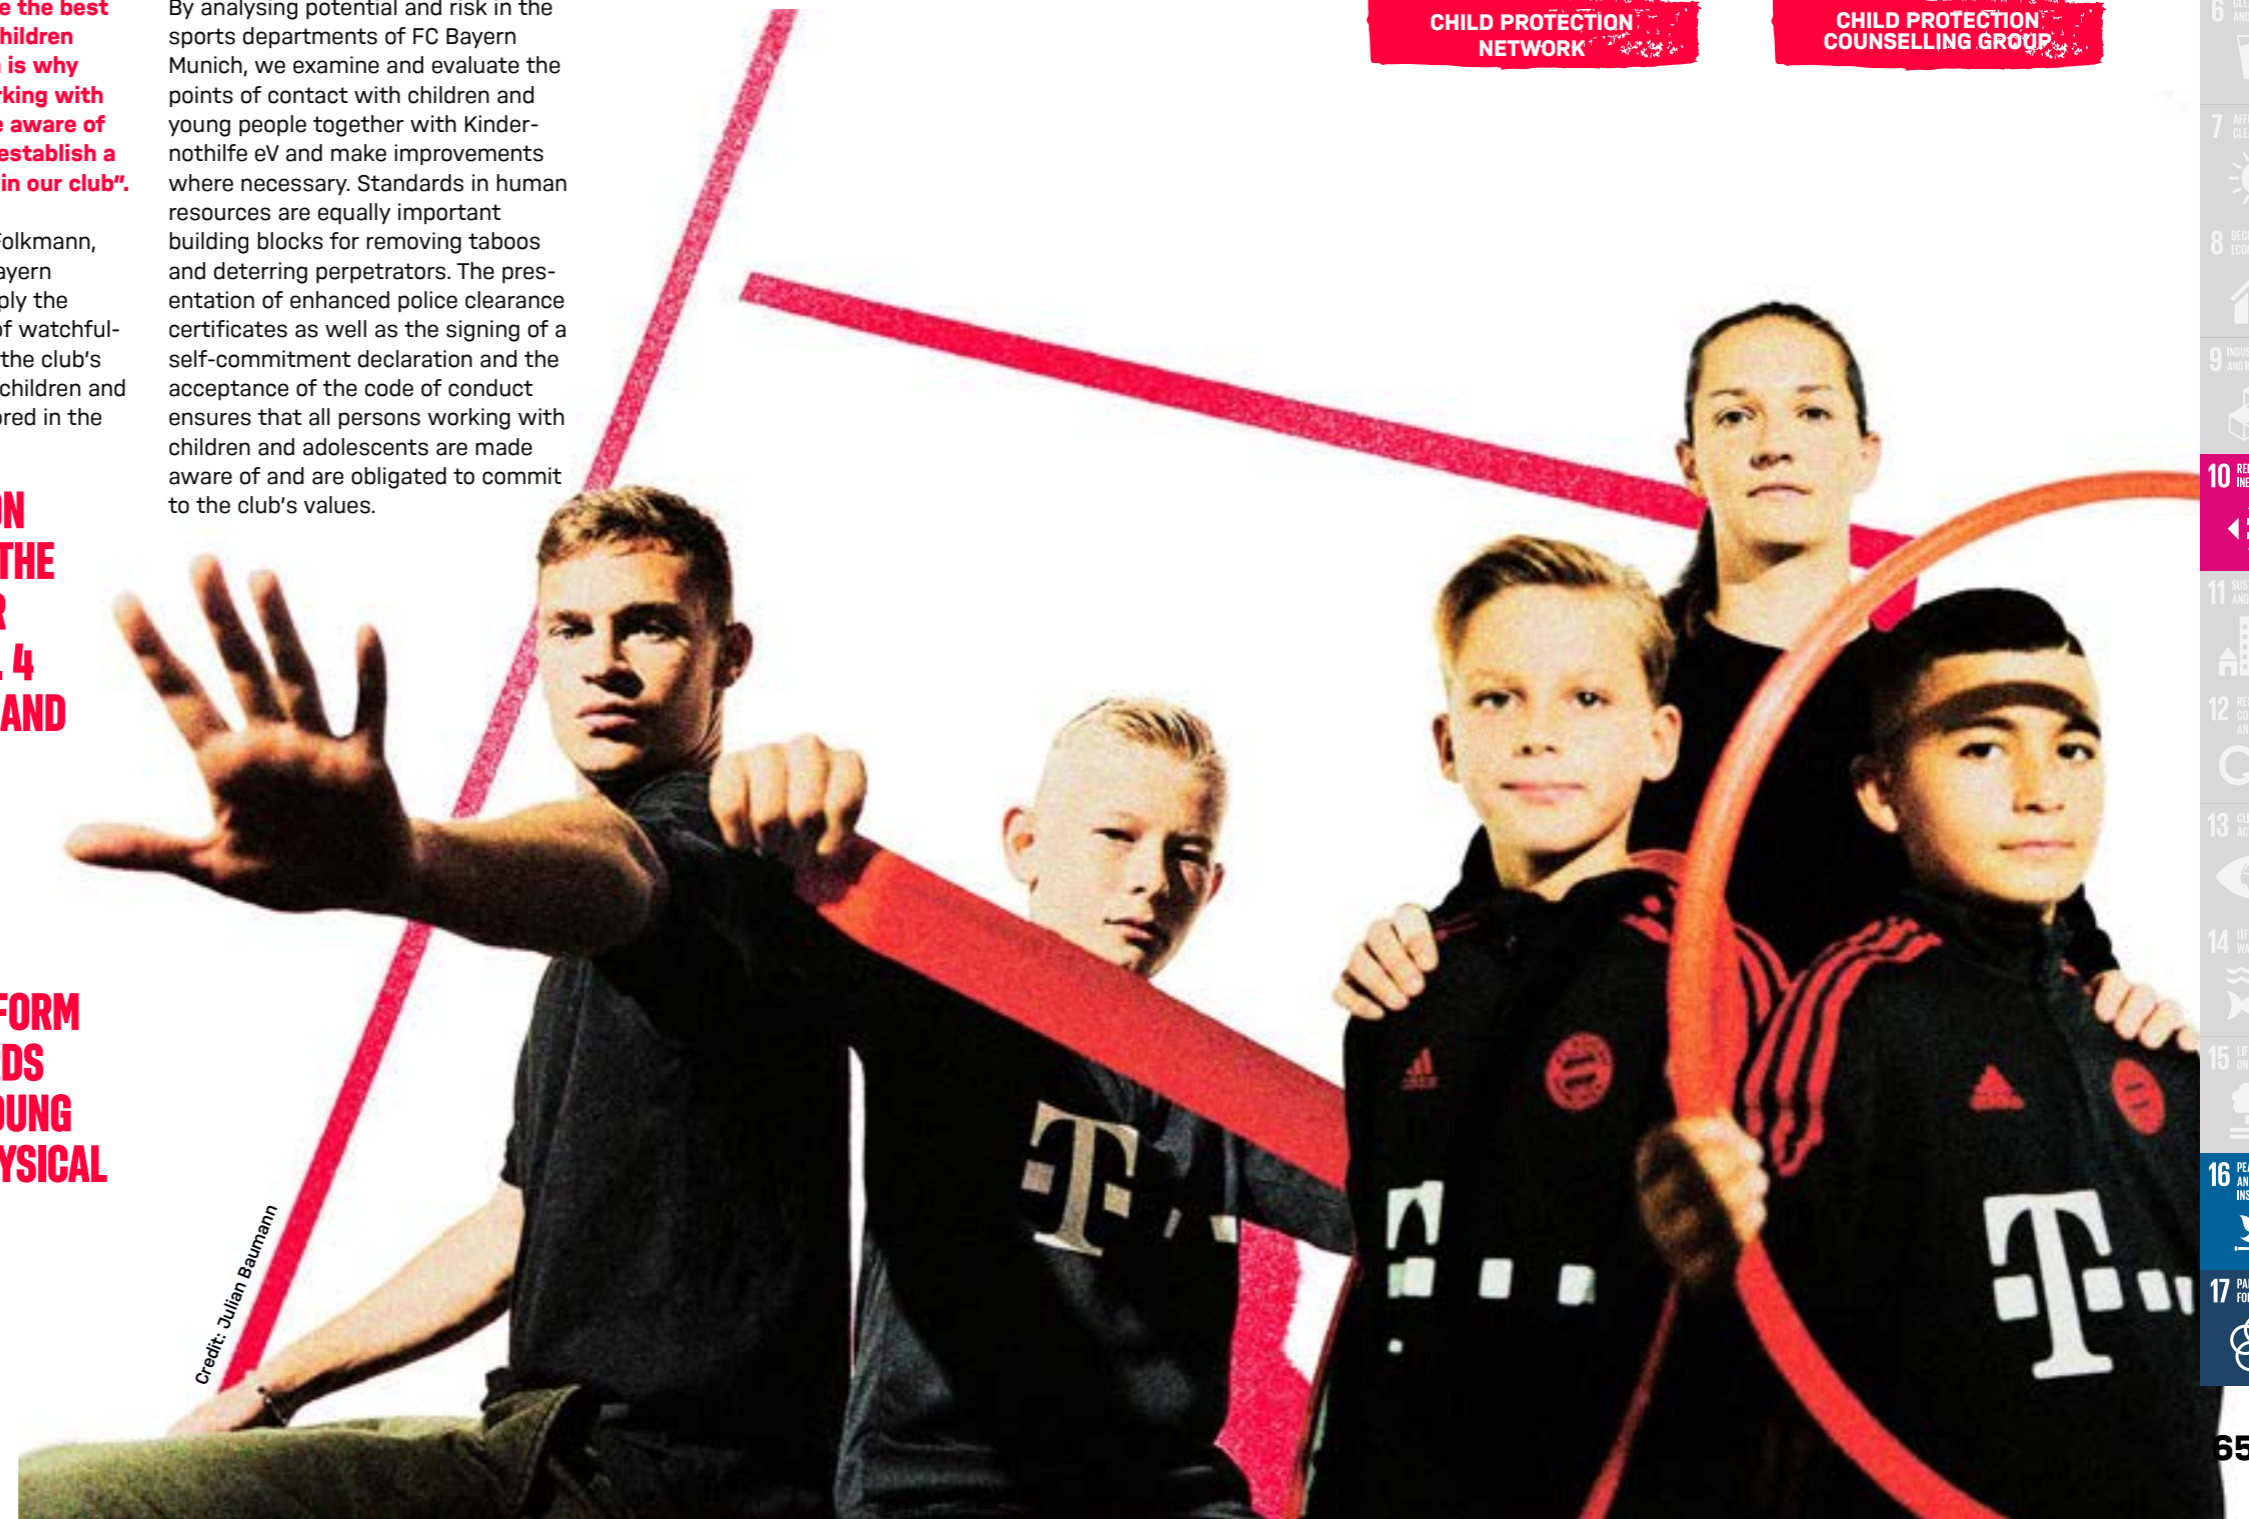 e the best
hildren
is why
king with
e aware of
establish a
in our club".
olkmann,
ayern
ply the
of watchful-
the club's
children and
ored in the
ON
THE
R
. 4
AND
FORM
DS
OUNG
YSICAL
By analysing potential and risk in the
sports departments of FC Bayern
Munich, we examine and evaluate the
points of contact with children and
young people together with Kinder-
nothilfe eV and make improvements
where necessary. Standards in human
resources are equally important
building blocks for removing taboos
and deterring perpetrators. The pres-
entation of enhanced police clearance
certificates as well as the signing of a
self-commitment declaration and the
acceptance of the code of conduct
ensures that all persons working with
children and adolescents are made
aware of and are obligated to commit
to the club's values.
CHILD PROTECTION
NETWORK
CHILD PROTECTION
COUNSELLING GROUP
Credit: Julian Baumann
T
T
6
7
8
9
10
11
12
13
14
15
16
17
65